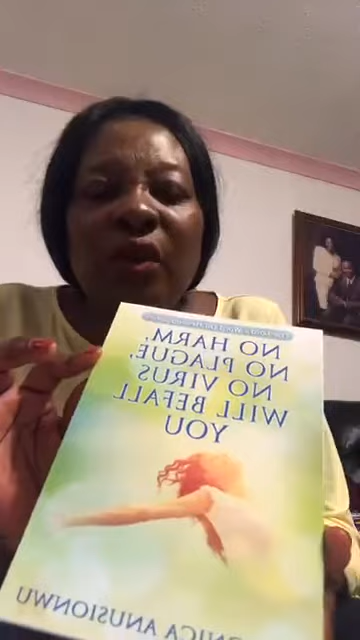 NO HARM,
NO PLAGUE,
NO VIRUS
WILL BEFALL
YOU
ANUSIONWU